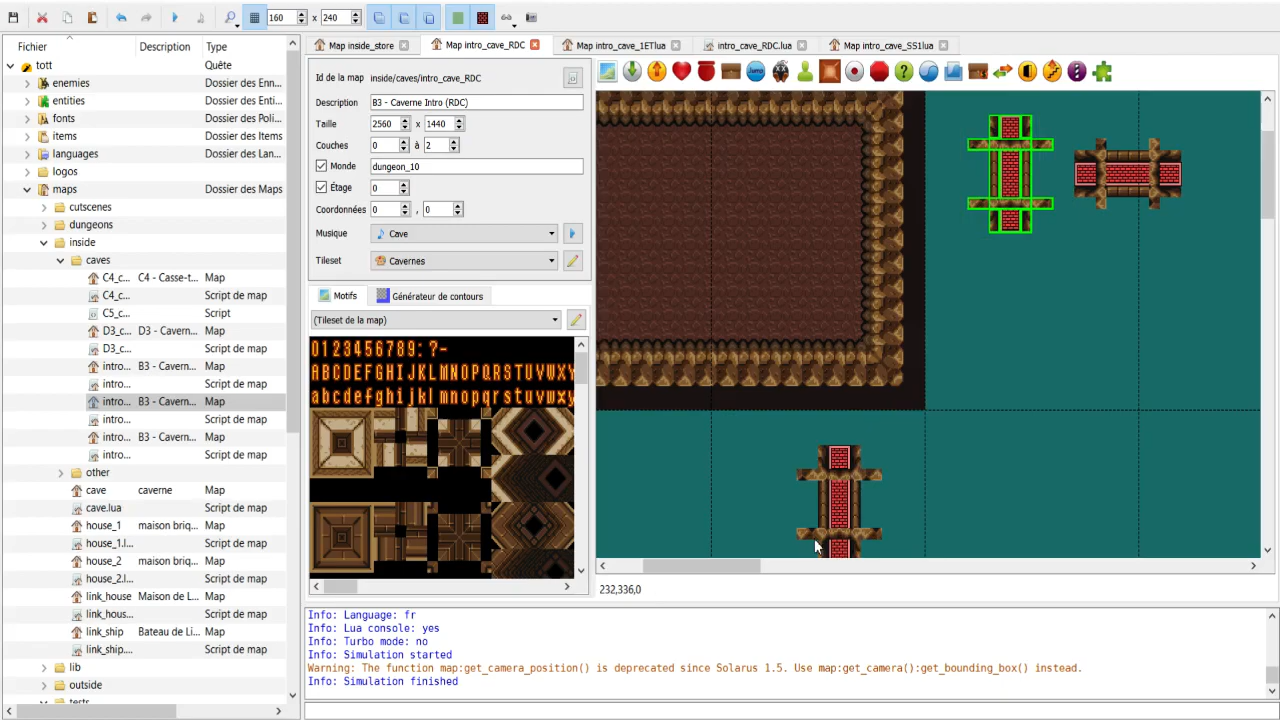 160 x 240
Fichier Description Type
tott Quête
enemies Dossier des Enn...
entities Dossier des Enti...
fonts Dossier des Poli...
items Dossier des Items
languages Dossier des Lan...
logos
maps Dossier des Maps
cutscenes
dungeons
inside
caves
C4_c... C4 - Casse-t... Map
C4_c... Script de map
C5_c... Script
D3_c... D3 - Cavern... Map
D3_c... Script de map
intro... B3 - Cavern... Map
intro... Script de map
intro... B3 - Cavern... Map
intro... Script de map
intro... B3 - Cavern... Map
intro... Script de map
other
cave caverne Map
cave.lua Script de map
house_1 maison briq... Map
house_1.l... Script de map
house_2 maison briq... Map
house_2.l... Script de map
link_house Maison de L... Map
link_hous... Script de map
link_ship Bateau de Li... Map
link_ship.... Script de map
lib
outside
tests
Map inside_store
Map intro_cave_RDC
Map intro_cave_1ETlua
intro_cave_RDC.lua
Map intro_cave_SS1lua
Id de la map inside/caves/intro_cave_RDC
Description B3 - Caverne Intro (RDC)
Taille 2560 x 1440
Couches 0 à 2
Monde dungeon_10
Étage 0
Coordonnées 0 , 0
Musique Cave
Tileset Cavernes
Motifs Générateur de contours
(Tileset de la map)
0123456789:?-
ABCDEFGHIJKLMNOPQRSTUVWXY
abcdefghijklmnopqrstuvwxy
Jump
232,336,0
Info: Language: fr
Info: Lua console: yes
Info: Turbo mode: no
Info: Simulation started
Warning: The function map:get_camera_position() is deprecated since Solarus 1.5. Use map:get_camera():get_bounding_box() instead.
Info: Simulation finished